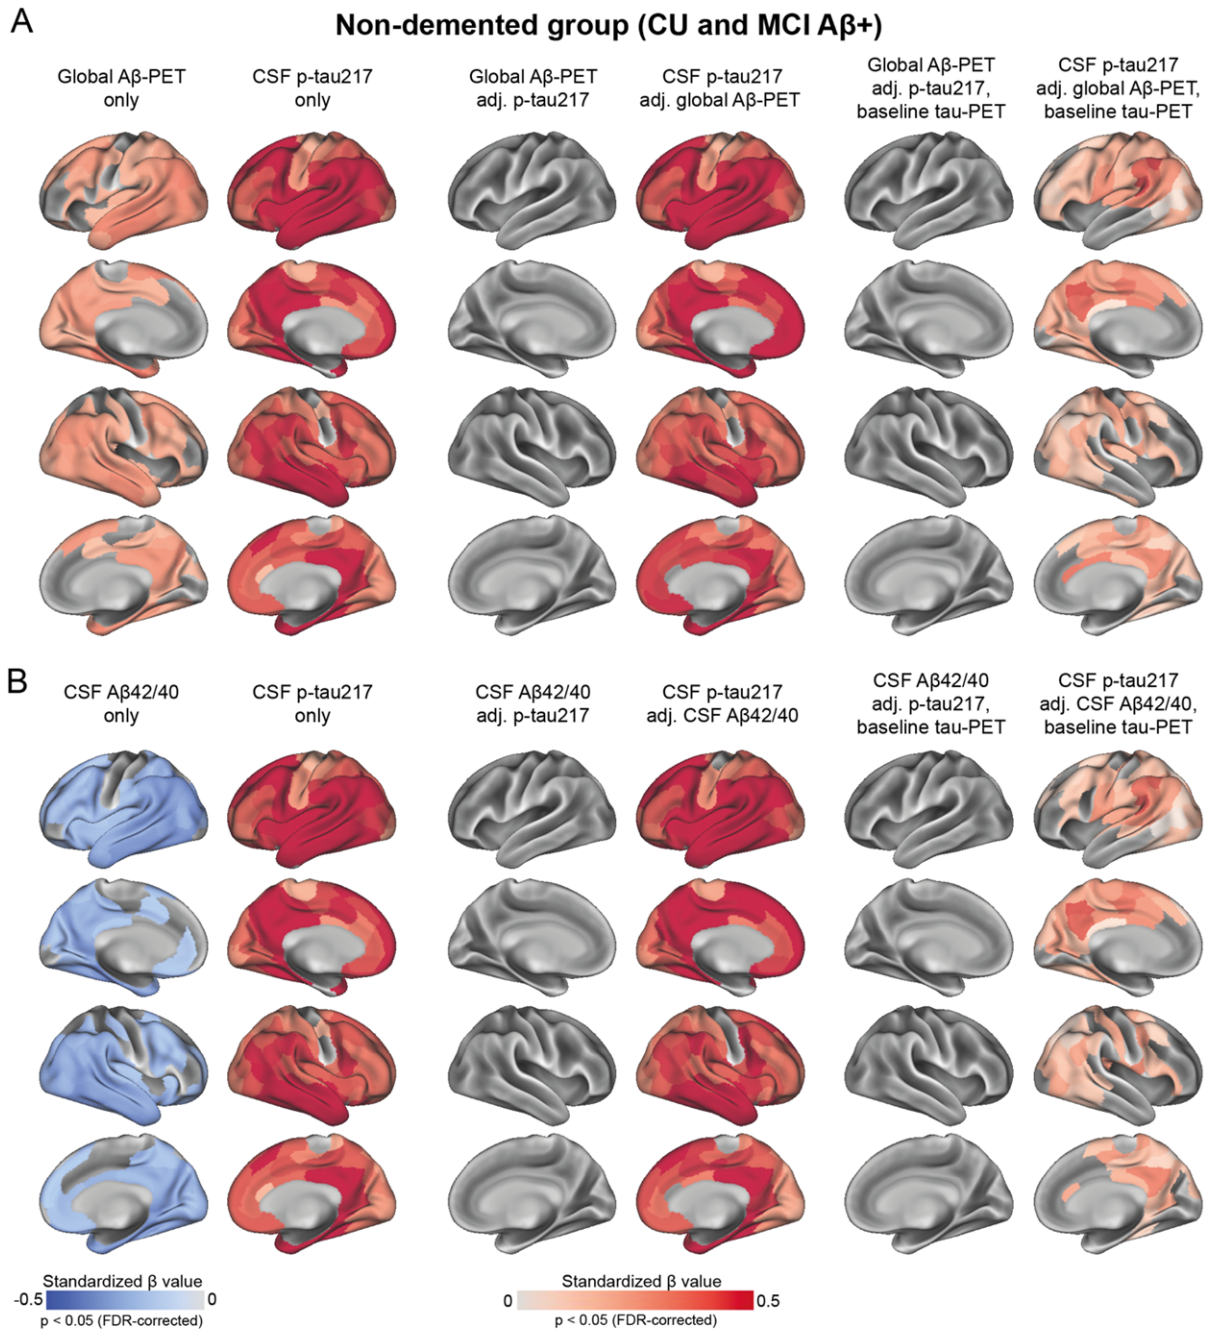 A
Non-demented group (CU and MCI Aβ+)
Global Aβ-PET
only
CSF p-tau217
only
Global Aβ-PET
adj. p-tau217
CSF p-tau217
adj. global Aβ-PET
Global Aβ-PET
adj. p-tau217,
baseline tau-PET
CSF p-tau217
adj. global Aβ-PET,
baseline tau-PET
B
CSF Aβ42/40
only
CSF p-tau217
only
CSF Aβ42/40
adj. p-tau217
CSF p-tau217
adj. CSF Aβ42/40
CSF Aβ42/40
adj. p-tau217,
baseline tau-PET
CSF p-tau217
adj. CSF Aβ42/40,
baseline tau-PET
Standardized β value
-0.5 0
p < 0.05 (FDR-corrected)
Standardized β value
0 0.5
p < 0.05 (FDR-corrected)